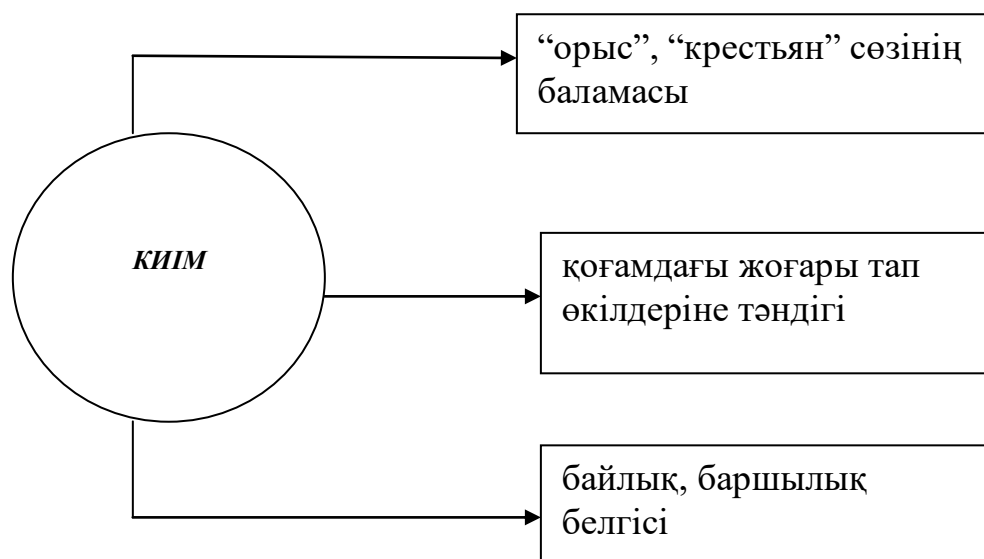 “орыс”, “крестьян” сөзінің
баламасы
КИІМ
қоғамдағы жоғары тап
өкілдеріне тәндігі
байлық, баршылық
белгісі